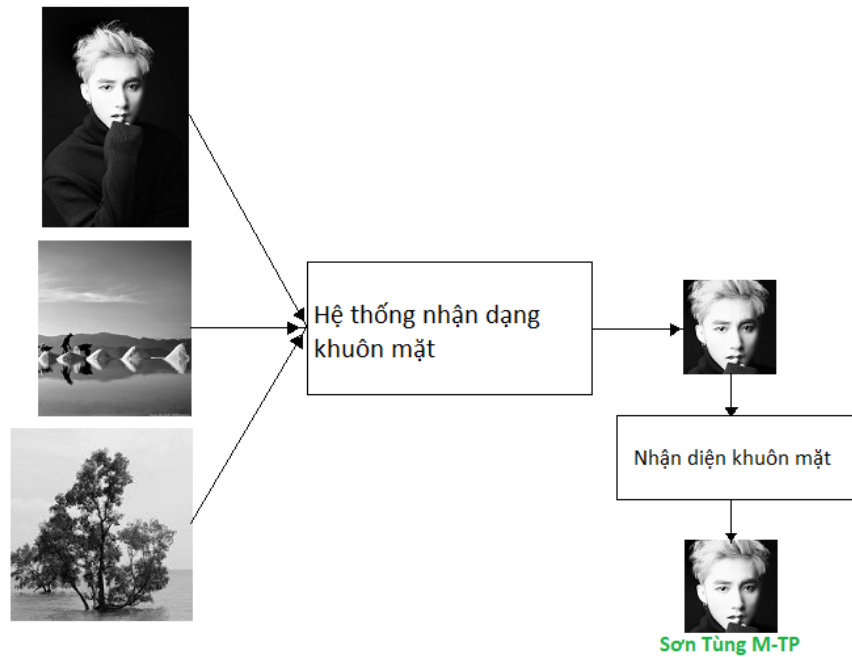 Hệ thống nhận dạng
khuôn mặt
Nhận diện khuôn mặt
Sơn Tùng M-TP